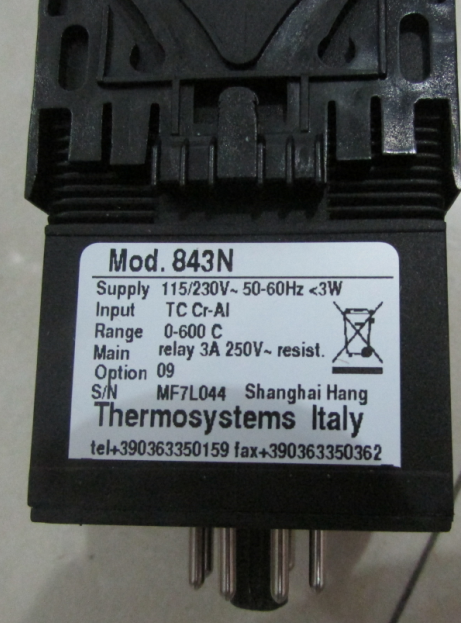 Mod. 843N
Supply 115/230V~ 50-60Hz <3W
Input TC Cr-Al
Range 0-600 C
Main relay 3A 250V~ resist.
Option 09
S/N MF7L044 Shanghai Hang
Thermosystems Italy
tel+390363350159 fax+390363350362